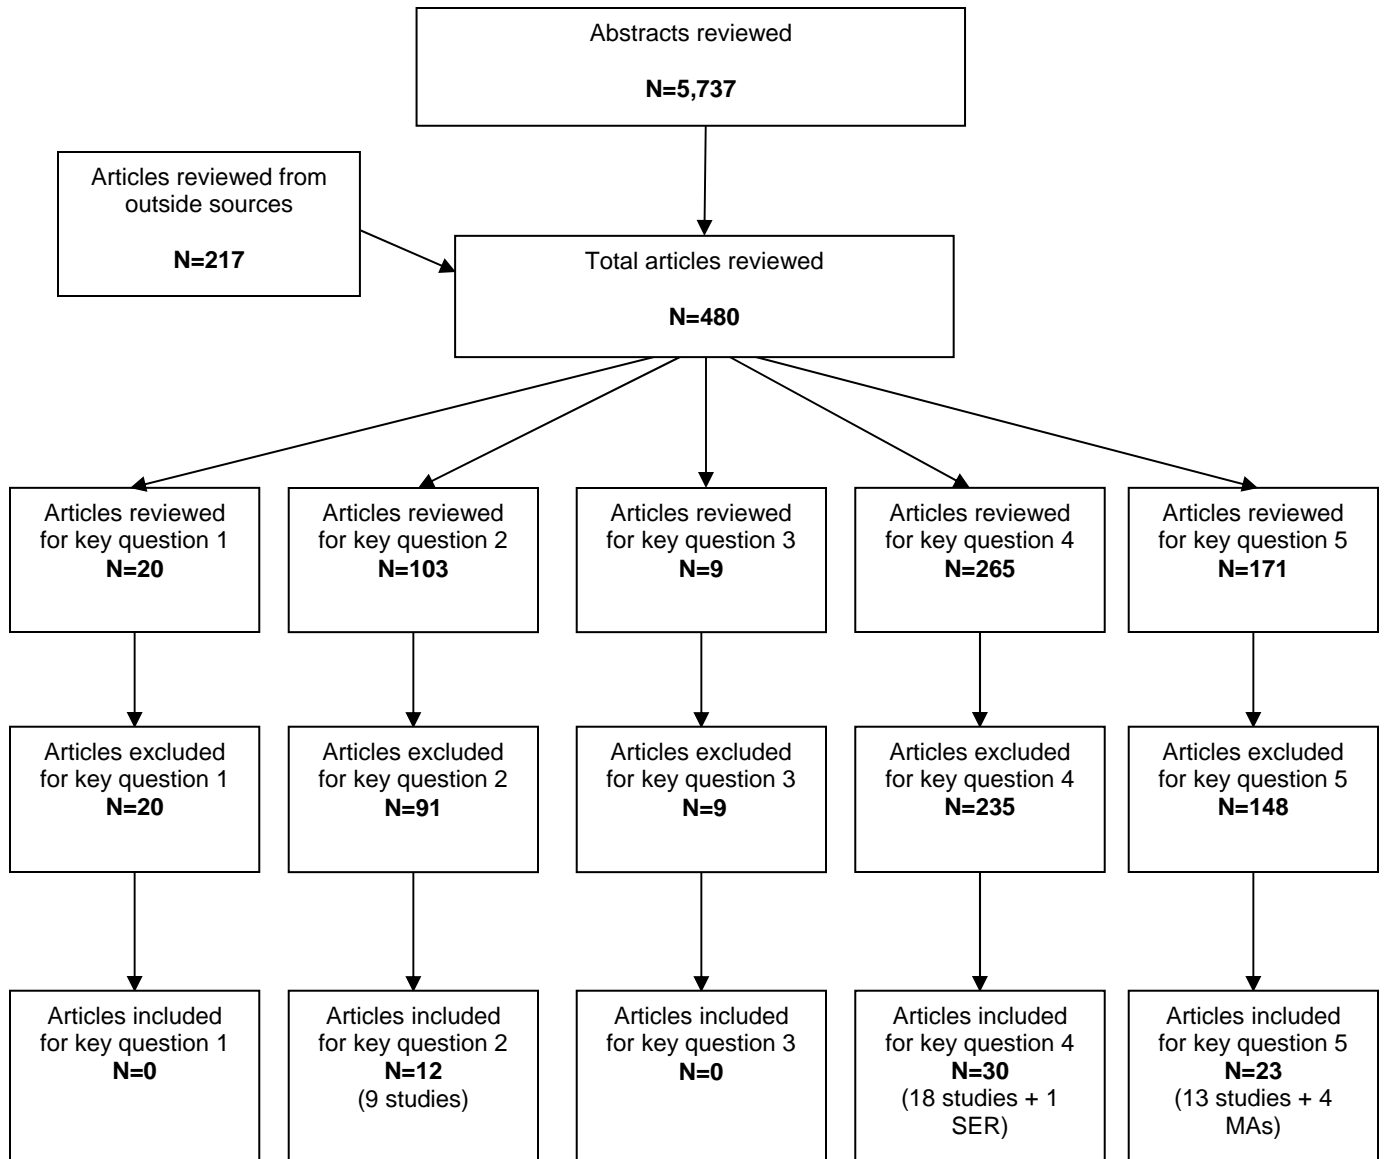 Abstracts reviewed
N=5,737
Articles reviewed from
outside sources
N=217
Total articles reviewed
N=480
Articles reviewed
for key question 1
N=20
Articles reviewed
for key question 2
N=103
Articles reviewed
for key question 3
N=9
Articles reviewed
for key question 4
N=265
Articles reviewed
for key question 5
N=171
Articles excluded
for key question 1
N=20
Articles excluded
for key question 2
N=91
Articles excluded
for key question 3
N=9
Articles excluded
for key question 4
N=235
Articles excluded
for key question 5
N=148
Articles included
for key question 1
N=0
Articles included
for key question 2
N=12
(9 studies)
Articles included
for key question 3
N=0
Articles included
for key question 4
N=30
(18 studies + 1
SER)
Articles included
for key question 5
N=23
(13 studies + 4
MAs)